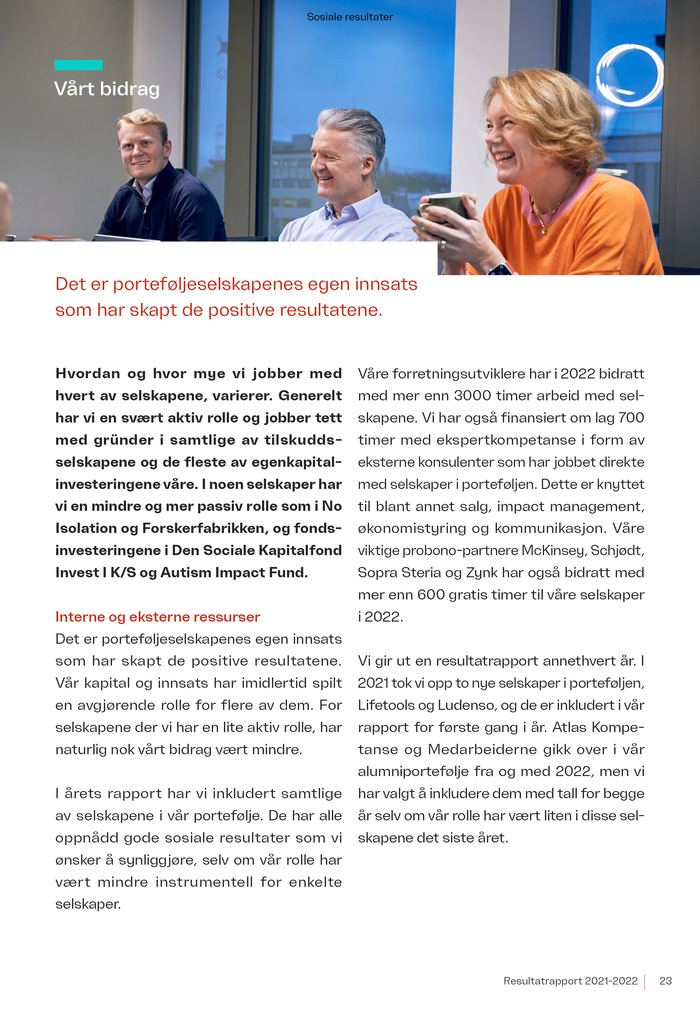 Sosiale resultater
Vårt bidrag
Det er porteføljeselskapenes egen innsats
som har skapt de positive resultatene.
Hvordan og hvor mye vi jobber med
hvert av selskapene, varierer. Generelt
har vi en svært aktiv rolle og jobber tett
med gründer i samtlige av tilskudds-
selskapene og de fleste av egenkapital-
investeringene våre. I noen selskaper har
vi en mindre og mer passiv rolle som i No
Isolation og Forskerfabrikken, og fonds-
investeringene i Den Sociale Kapitalfond
Invest I K/S og Autism Impact Fund.
Interne og eksterne ressurser
Det er porteføljeselskapenes egen innsats
som har skapt de positive resultatene.
Vår kapital og innsats har imidlertid spilt
en avgjørende rolle for flere av dem. For
selskapene der vi har en lite aktiv rolle, har
naturlig nok vårt bidrag vært mindre.
I årets rapport har vi inkludert samtlige
av selskapene i vår portefølje. De har alle
oppnådd gode sosiale resultater som vi
ønsker å synliggjøre, selv om vår rolle har
vært mindre instrumentell for enkelte
selskaper.
Våre forretningsutviklere har i 2022 bidratt
med mer enn 3000 timer arbeid med sel-
skapene. Vi har også finansiert om lag 700
timer med ekspertkompetanse i form av
eksterne konsulenter som har jobbet direkte
med selskaper i porteføljen. Dette er knyttet
til blant annet salg, impact management,
økonomistyring og kommunikasjon. Våre
viktige probono-partnere McKinsey, Schjødt,
Sopra Steria og Zynk har også bidratt med
mer enn 600 gratis timer til våre selskaper
i 2022.
Vi gir ut en resultatrapport annethvert år. I
2021 tok vi opp to nye selskaper i porteføljen,
Lifetools og Ludenso, og de er inkludert i vår
rapport for første gang i år. Atlas Kompe-
tanse og Medarbeiderne gikk over i vår
alumniportefølje fra og med 2022, men vi
har valgt å inkludere dem med tall for begge
år selv om vår rolle har vært liten i disse sel-
skapene det siste året.
Resultatrapport 2021-2022 23